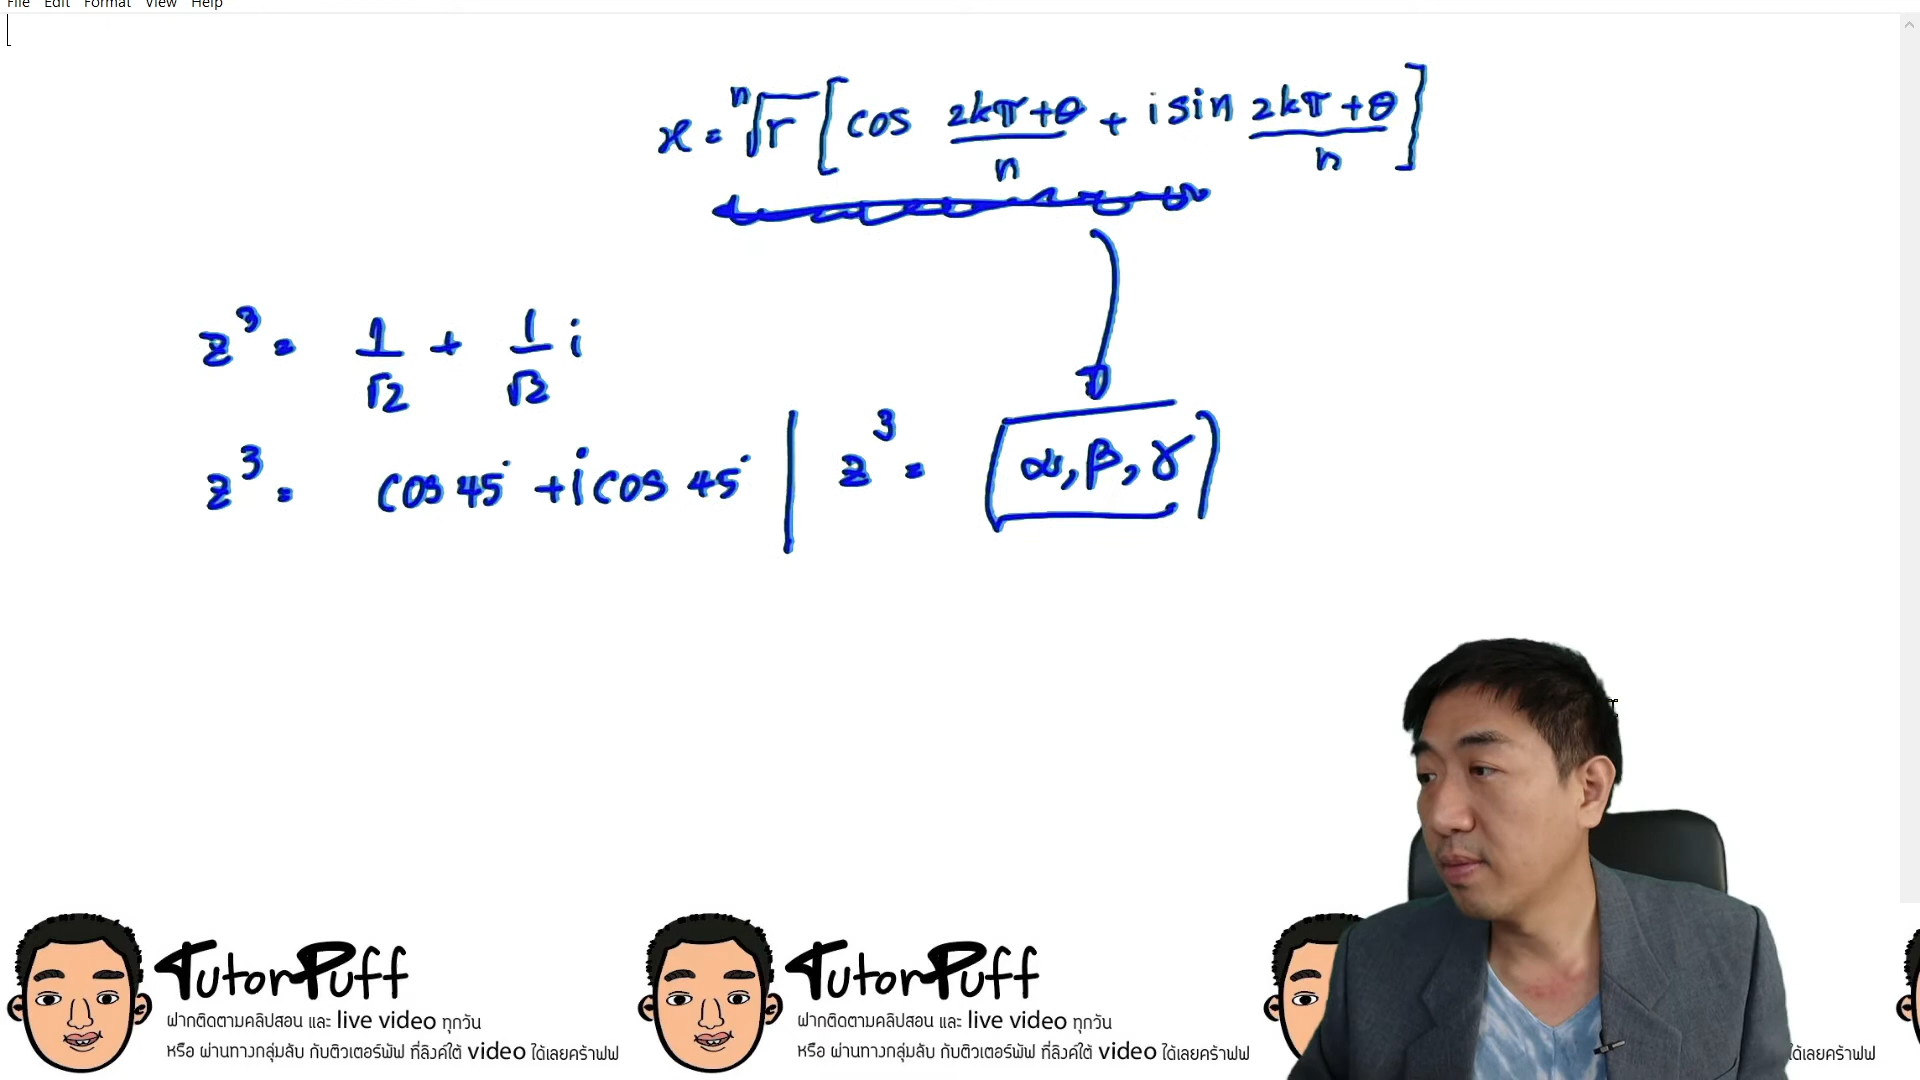 File Edit Format View Help
x = ⁿ√r [cos (2kπ+θ)/n + i sin (2kπ+θ)/n]
z³ = 1/√2 + 1/√2 i
z³ = cos 45° + i cos 45° | z³ = (α, β, γ)
TutorPuff
ฝากติดตามคลิปสอน และ live video ทุกวัน
หรือ ผ่านทางกลุ่มลับ กับติวเตอร์พัฟ ที่ลิงค์ใต้ video ได้เลยคร้าฟฟ
TutorPuff
ฝากติดตามคลิปสอน และ live video ทุกวัน
หรือ ผ่านทางกลุ่มลับ กับติวเตอร์พัฟ ที่ลิงค์ใต้ video ได้เลยคร้าฟฟ
ได้เลยคร้าฟฟ